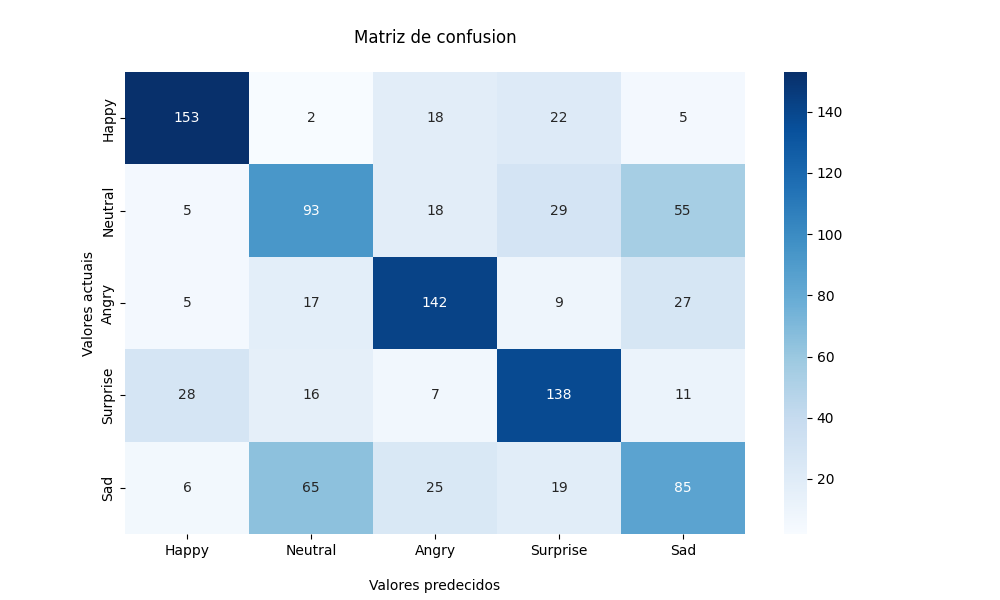 Matriz de confusion
Valores actuais
Happy 153 2 18 22 5
Neutral 5 93 18 29 55
Angry 5 17 142 9 27
Surprise 28 16 7 138 11
Sad 6 65 25 19 85
Happy Neutral Angry Surprise Sad
Valores predecidos
140
120
100
80
60
40
20